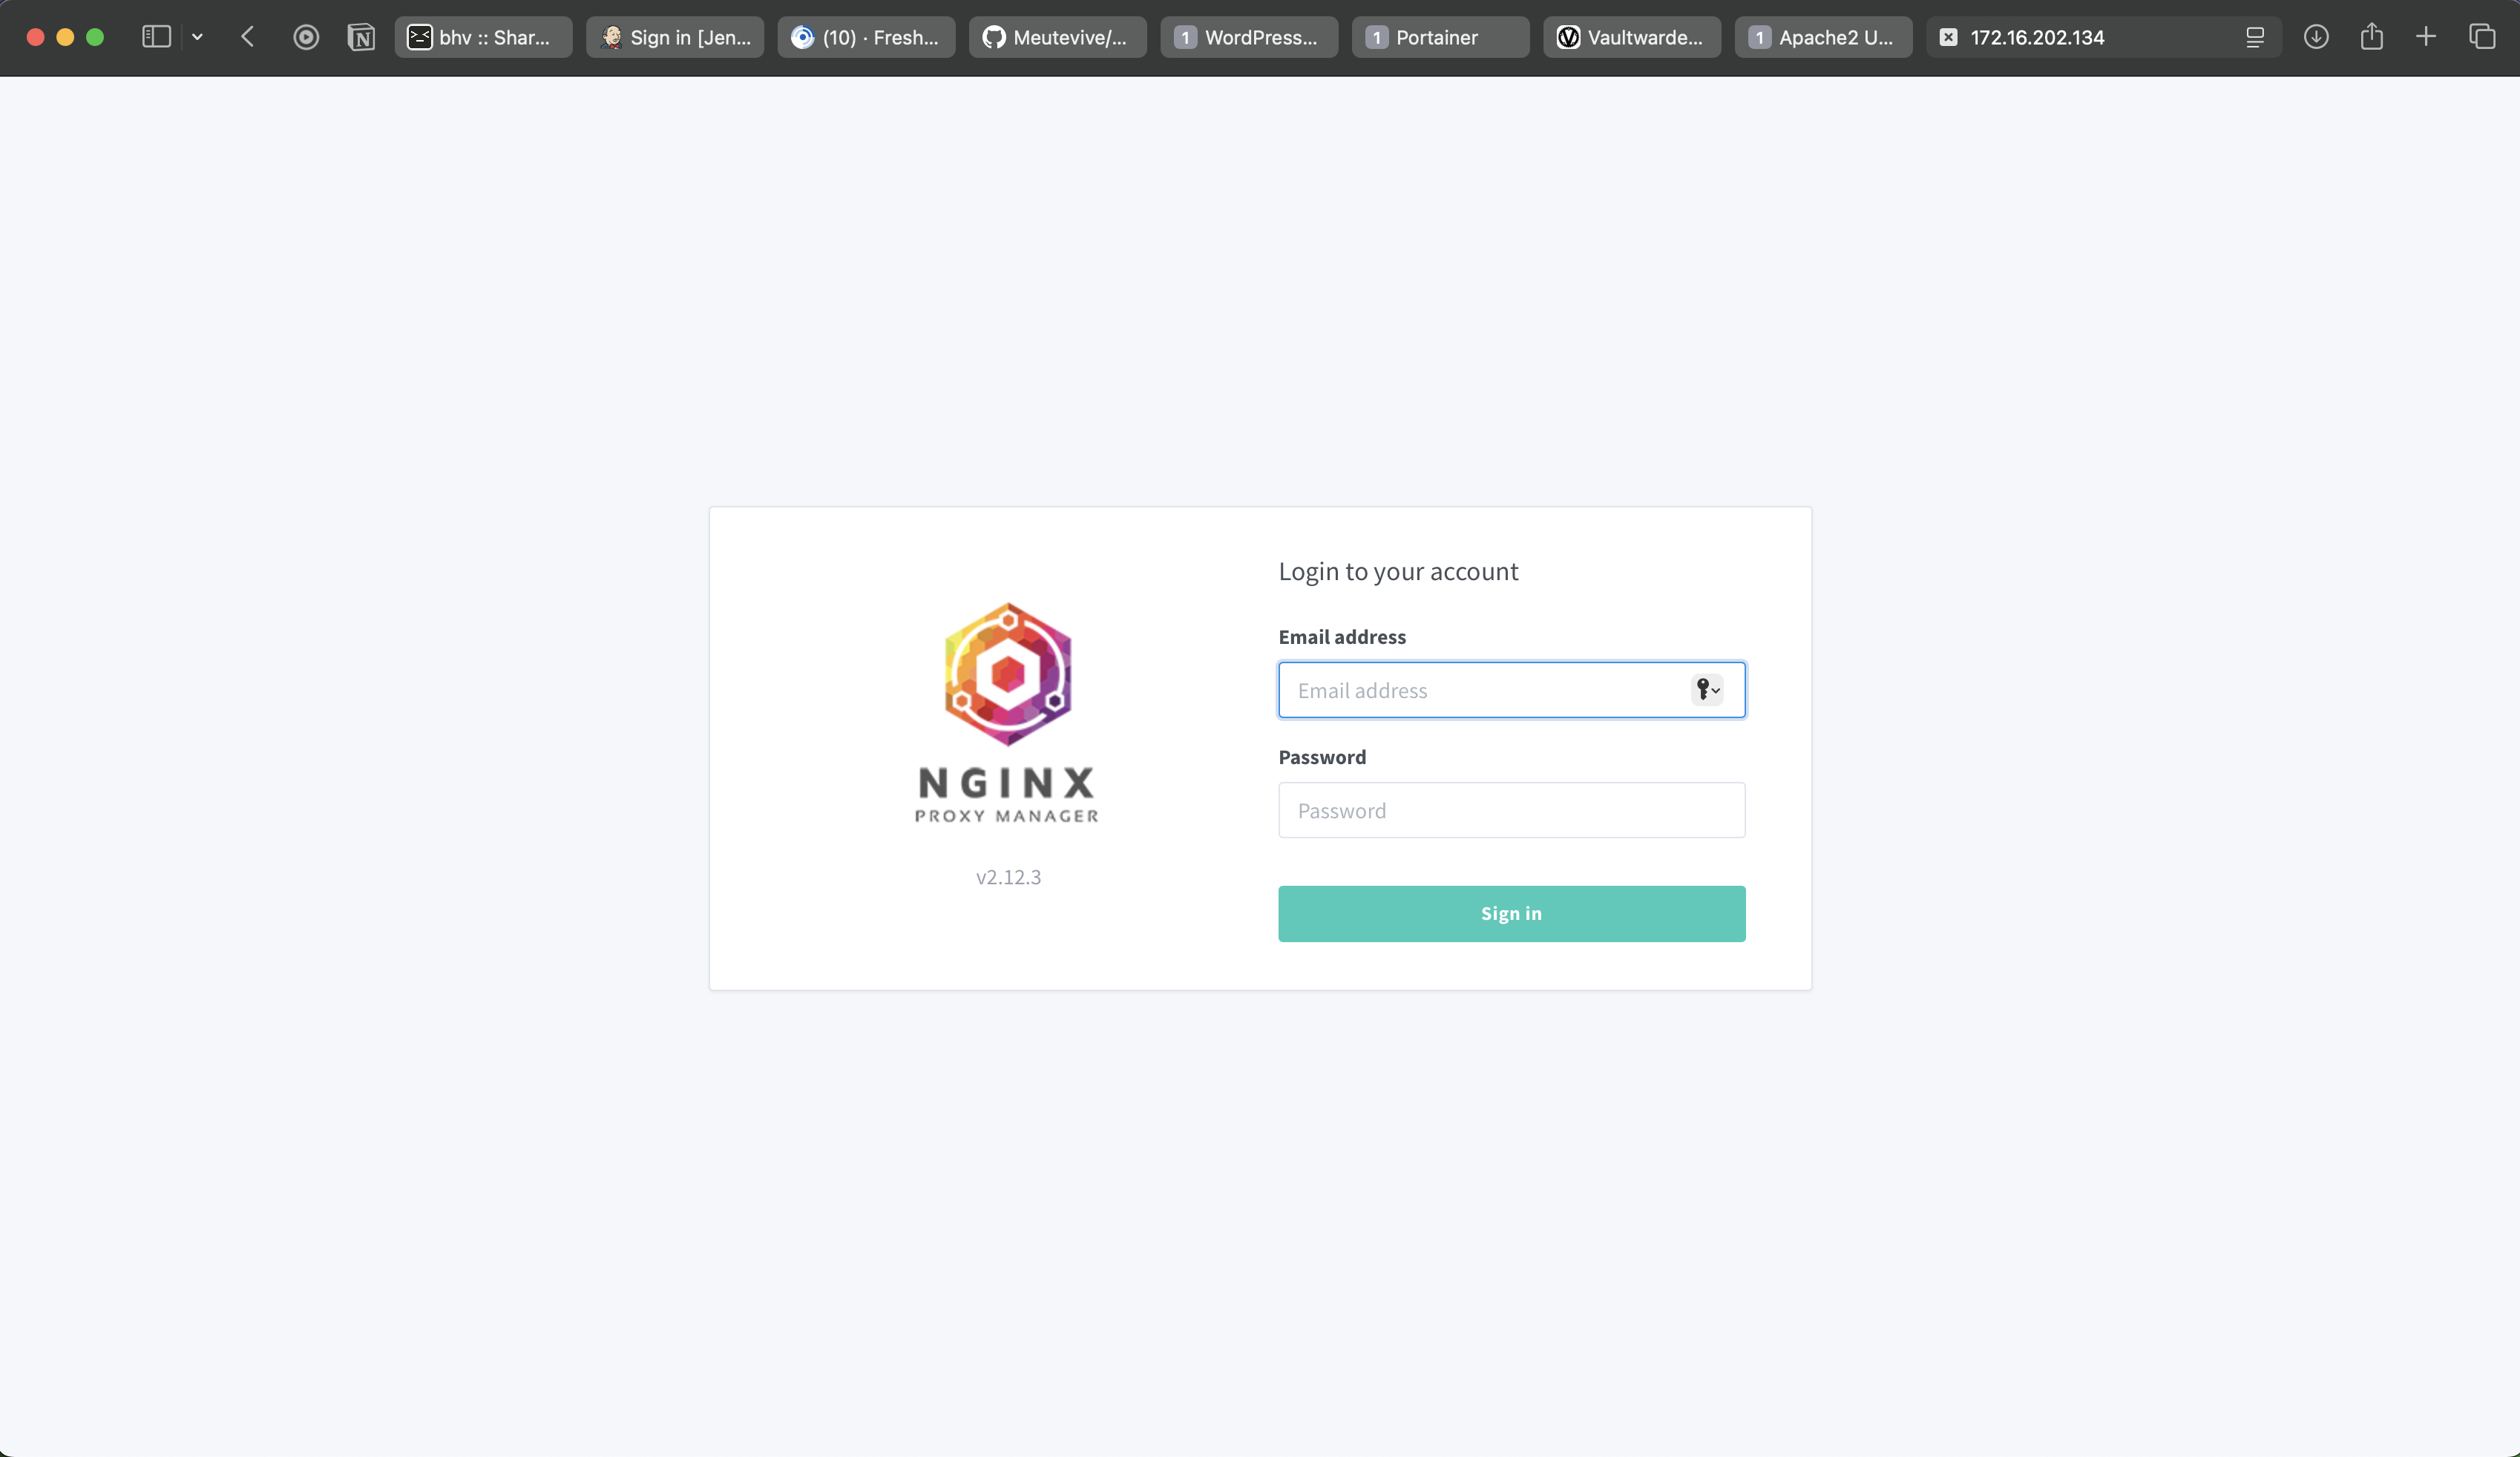 bhv :: Shar...
Sign in [Jen...
(10) · Fresh...
Meutevive/...
1 WordPress...
1 Portainer
Vaultwarde...
1 Apache2 U...
172.16.202.134
Login to your account
Email address
Email address
Password
Password
Sign in
NGINX
PROXY MANAGER
v2.12.3